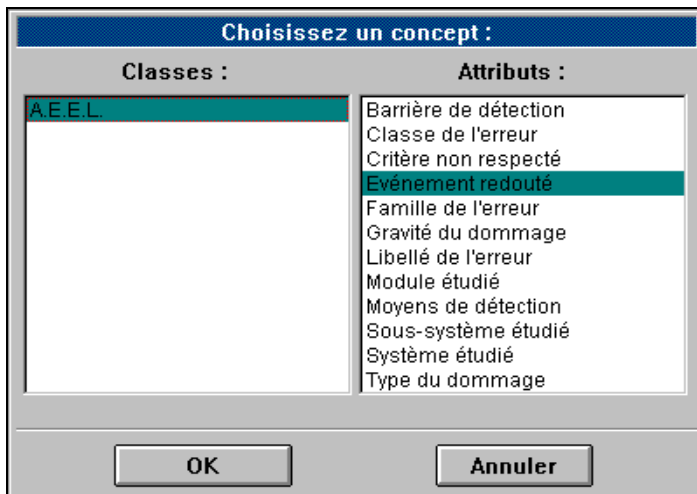 Choisissez un concept :
Classes :
Attributs :
A.E.E.L.
Barrière de détection
Classe de l'erreur
Critère non respecté
Evénement redouté
Famille de l'erreur
Gravité du dommage
Libellé de l'erreur
Module étudié
Moyens de détection
Sous-système étudié
Système étudié
Type du dommage
OK
Annuler